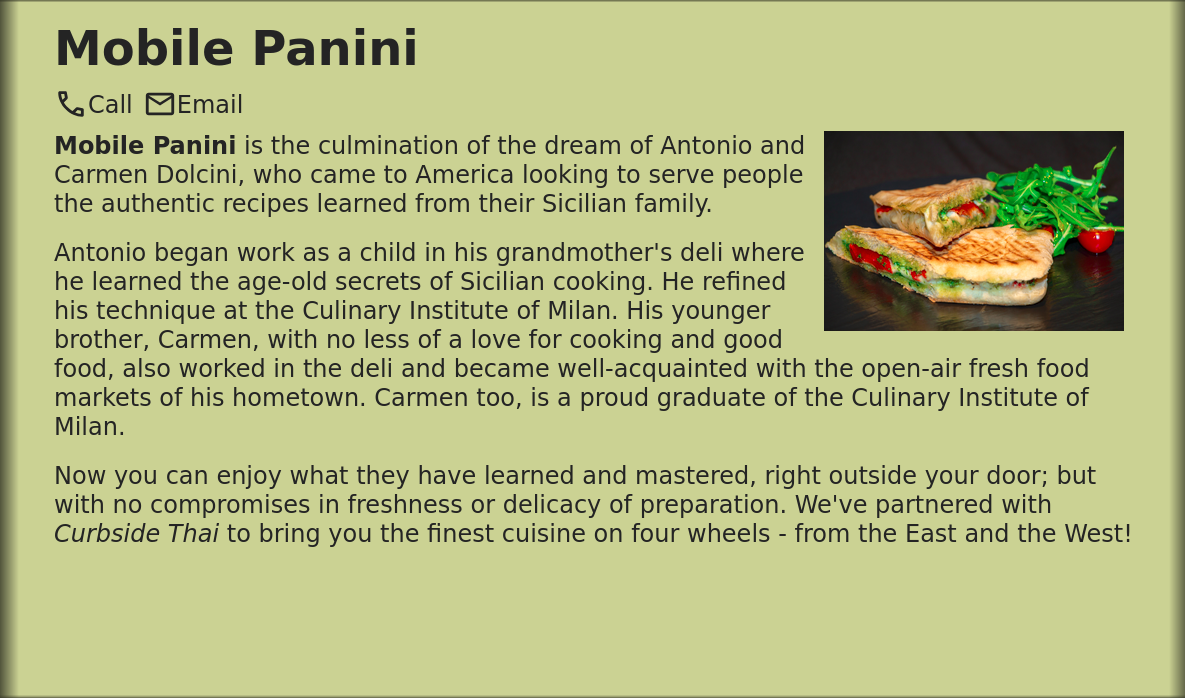 Mobile Panini
Call Email
Mobile Panini is the culmination of the dream of Antonio and
Carmen Dolcini, who came to America looking to serve people
the authentic recipes learned from their Sicilian family.
Antonio began work as a child in his grandmother's deli where
he learned the age-old secrets of Sicilian cooking. He refined
his technique at the Culinary Institute of Milan. His younger
brother, Carmen, with no less of a love for cooking and good
food, also worked in the deli and became well-acquainted with the open-air fresh food
markets of his hometown. Carmen too, is a proud graduate of the Culinary Institute of
Milan.
Now you can enjoy what they have learned and mastered, right outside your door; but
with no compromises in freshness or delicacy of preparation. We've partnered with
Curbside Thai to bring you the finest cuisine on four wheels - from the East and the West!